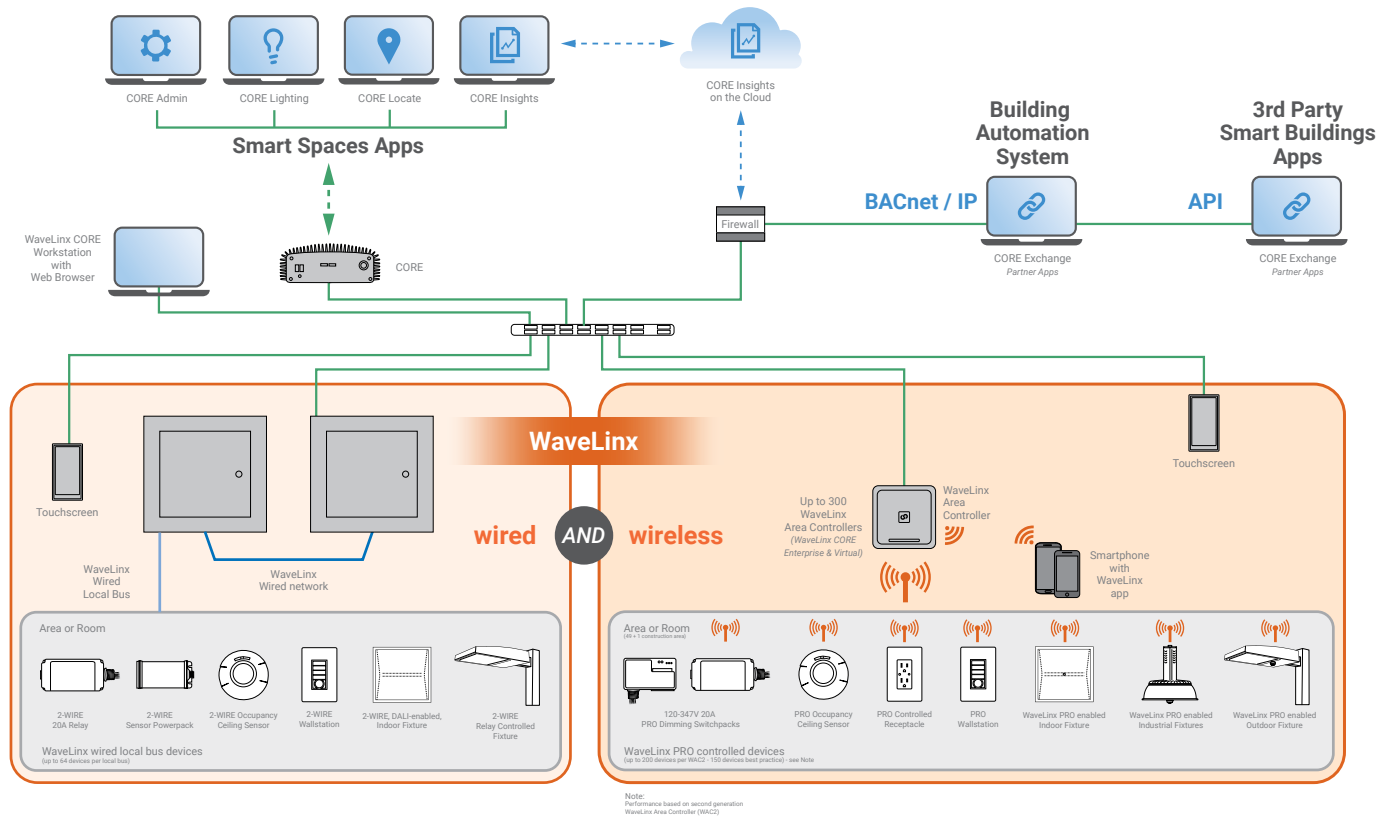 CORE Admin
CORE Lighting
CORE Locate
CORE Insights
Smart Spaces Apps
CORE Insights
on the Cloud
Building
Automation
System
3rd Party
Smart Buildings
Apps
BACnet / IP
API
Firewall
CORE Exchange
Partner Apps
CORE Exchange
Partner Apps
WaveLinx CORE
Workstation
with
Web Browser
CORE
WaveLinx
wired
AND
wireless
Touchscreen
WaveLinx
Wired
Local Bus
WaveLinx
Wired network
Area or Room
2-WIRE
20A Relay
2-WIRE
Sensor Powerpack
2-WIRE Occupancy
Ceiling Sensor
2-WIRE
Wallstation
2-WIRE, DALI-enabled,
Indoor Fixture
2-WIRE
Relay Controlled
Fixture
WaveLinx wired local bus devices
(up to 64 devices per local bus)
Touchscreen
Up to 300
WaveLinx
Area Controllers
(WaveLinx CORE
Enterprise & Virtual)
WaveLinx
Area
Controller
Smartphone
with
WaveLinx
app
Area or Room
(49 + 1 construction area)
120-347V 20A
PRO Dimming Switchpacks
PRO Occupancy
Ceiling Sensor
PRO Controlled
Receptacle
PRO
Wallstation
WaveLinx PRO enabled
Indoor Fixture
WaveLinx PRO enabled
Industrial Fixtures
WaveLinx PRO enabled
Outdoor Fixture
WaveLinx PRO controlled devices
(up to 200 devices per WAC2 - 150 devices best practice) - see Note
Note:
Performance based on second generation
WaveLinx Area Controller (WAC2)